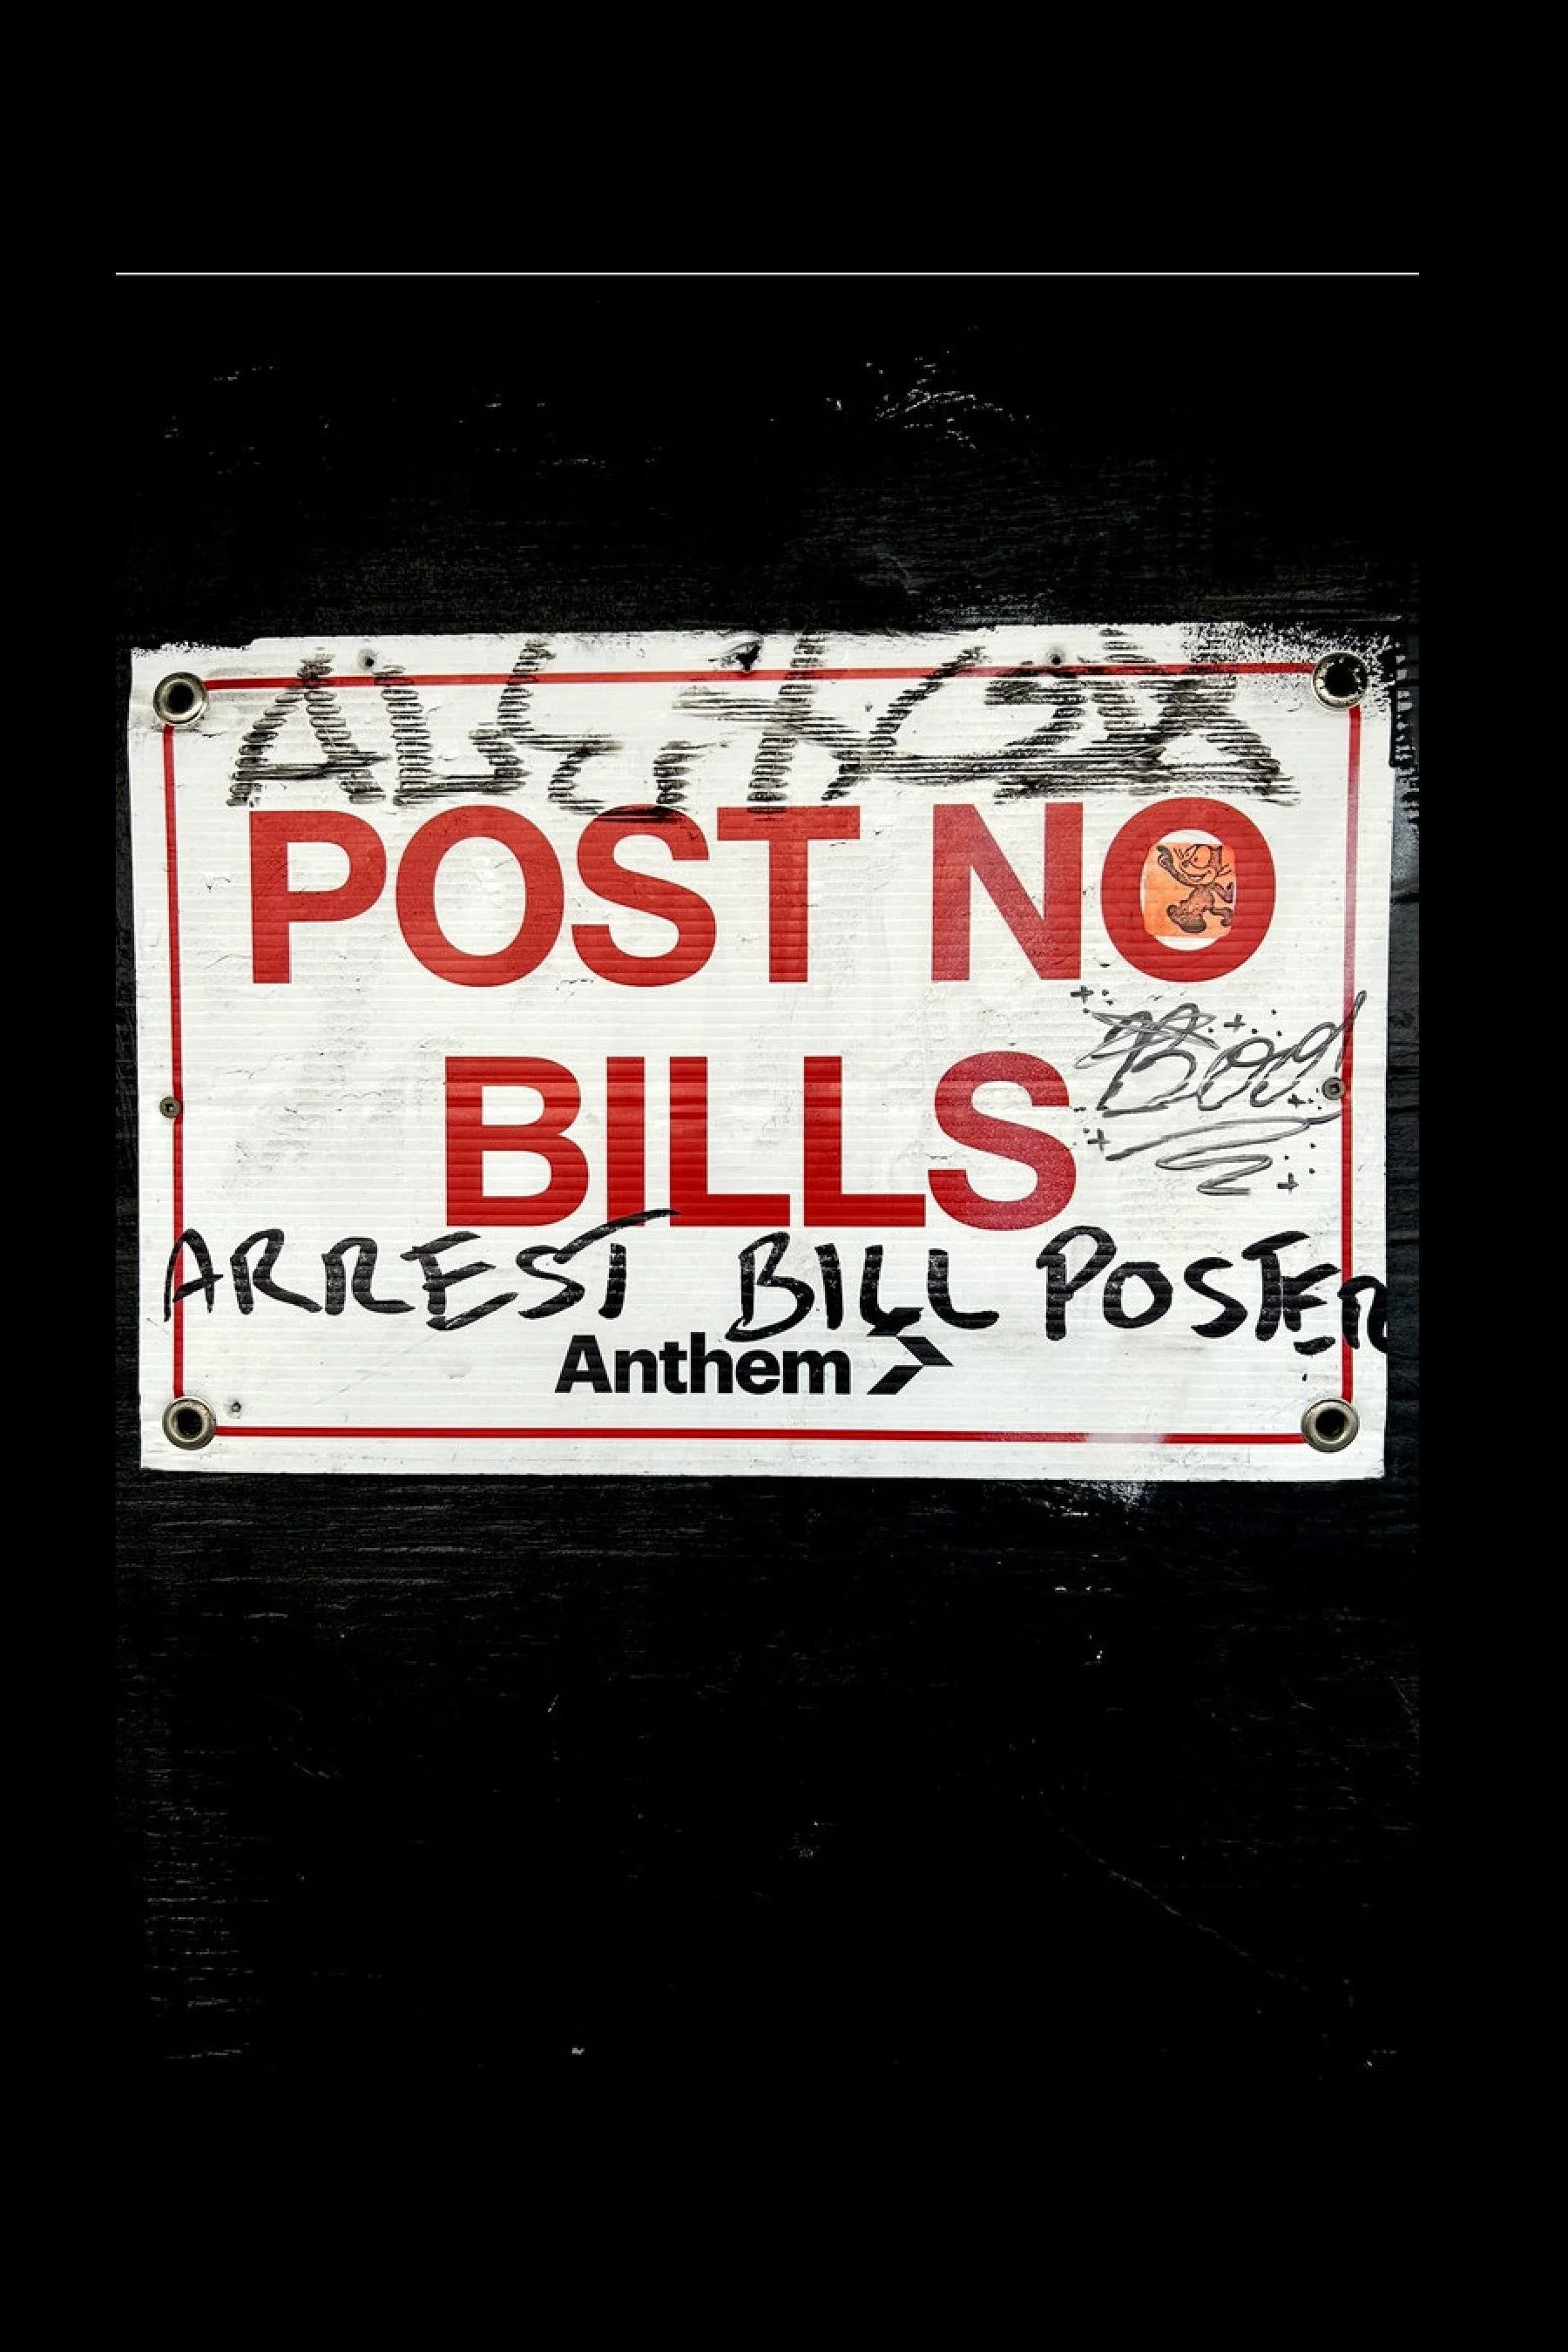 POST NO
BILLS
ARREST BILL POSTER
Anthem